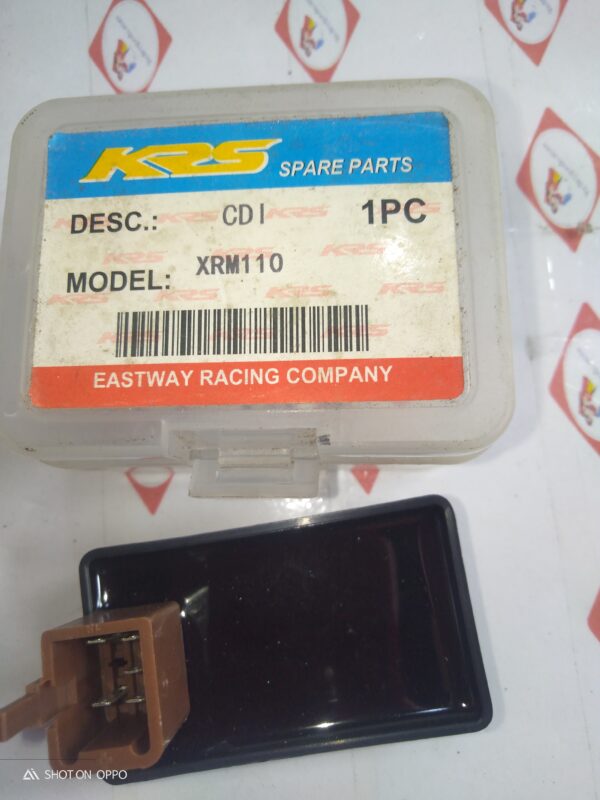 KRS SPARE PARTS
DESC.: CDI 1PC
MODEL: XRM110
EASTWAY RACING COMPANY
SHOT ON OPPO